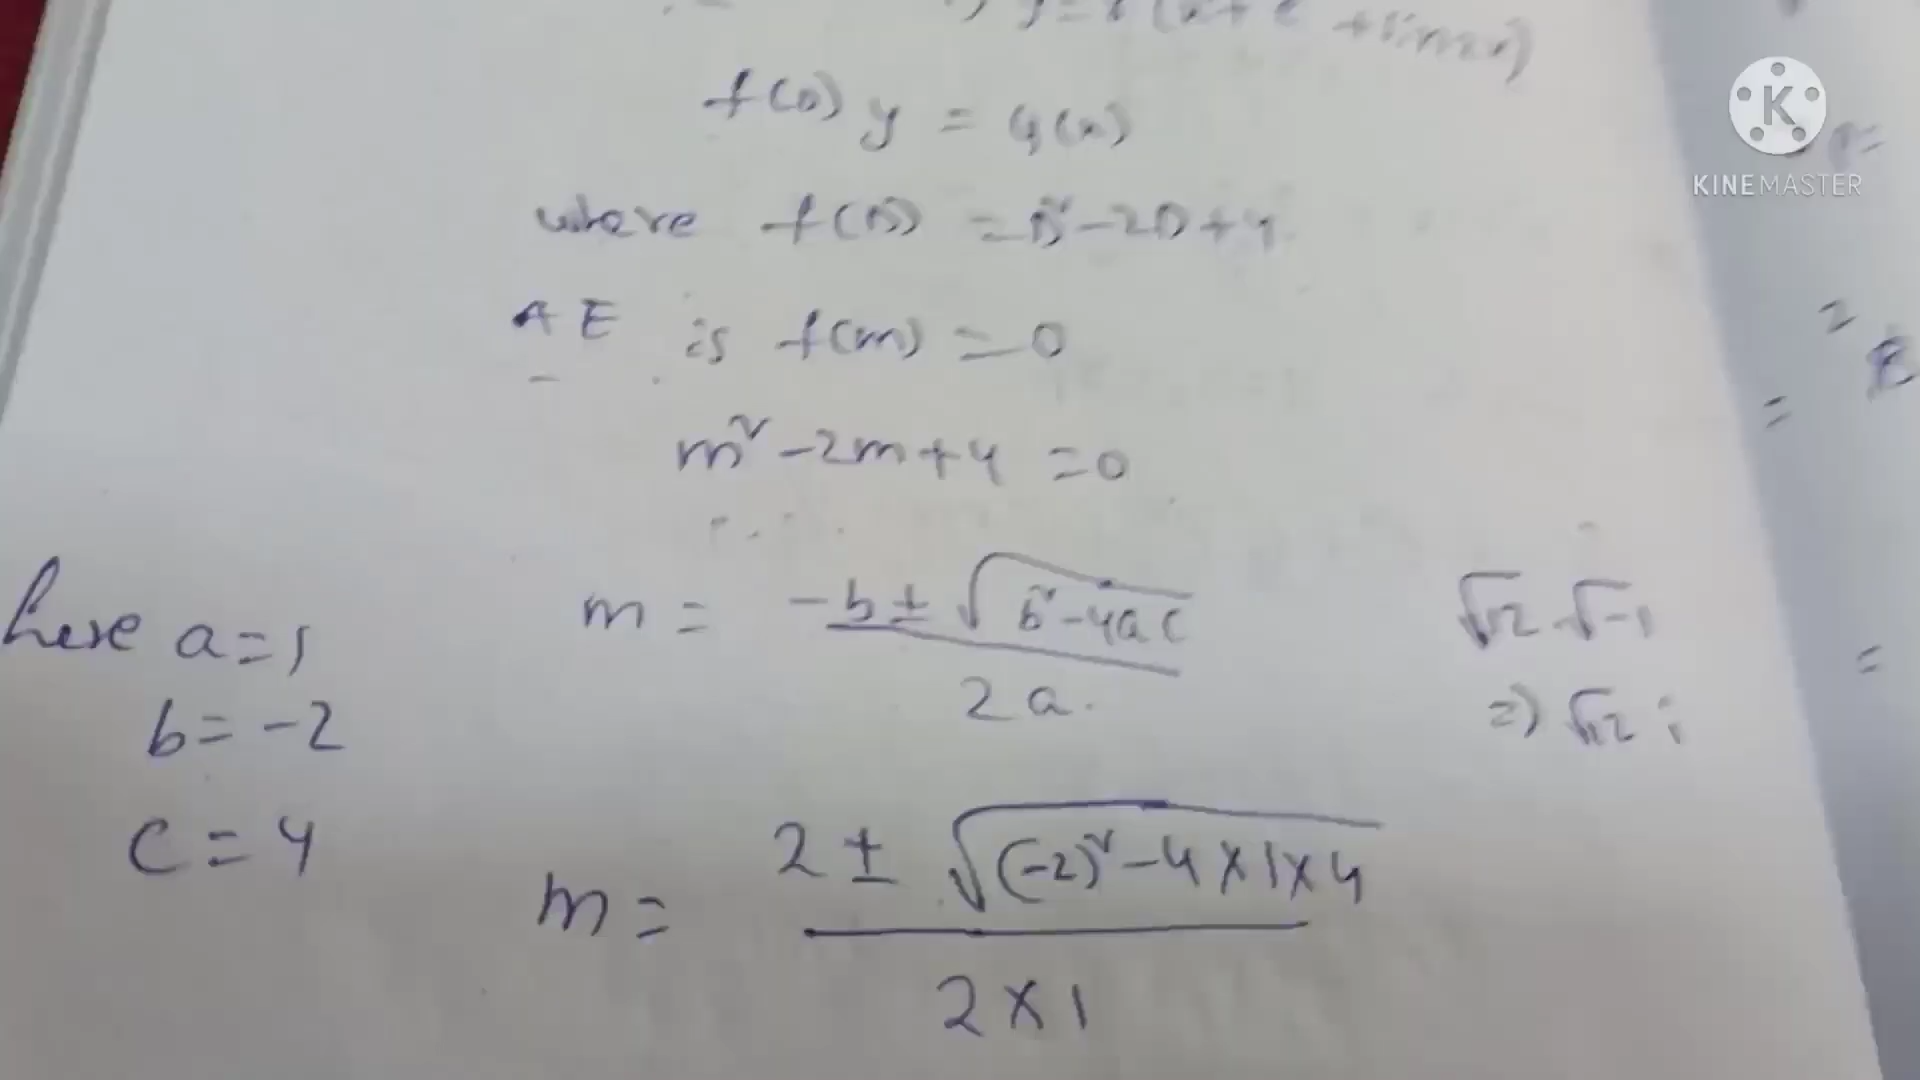 f(D) y = Q(x)
where f(D) = D² - 2D + 4
AE is f(m) = 0
m² - 2m + 4 = 0
m = -b ± √b² - 4ac
2a.
here a = 1
b = -2
c = 4
√12 √-1
=) √12 i
m = 2 ± √(-2)² - 4 × 1 × 4
2 × 1
KINEMASTER